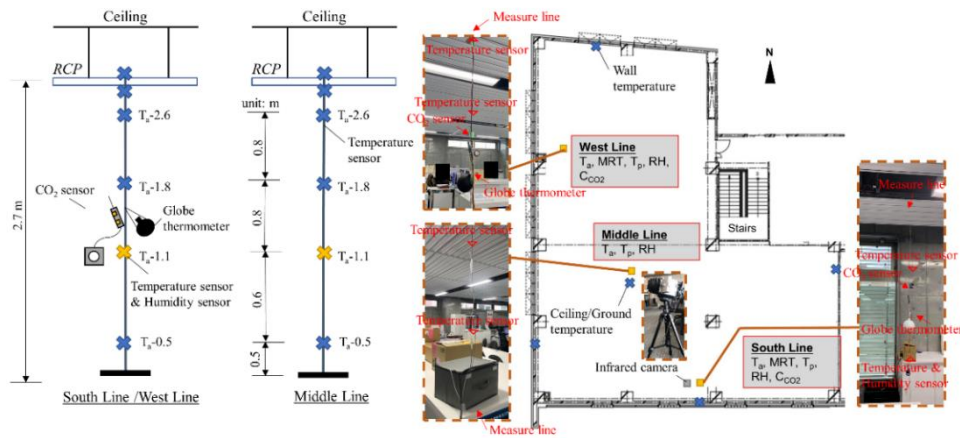 Ceiling
RCP
Tₐ-2.6
Tₐ-1.8
CO₂ sensor
Globe
thermometer
Tₐ-1.1
Temperature sensor
& Humidity sensor
Tₐ-0.5
2.7 m
South Line /West Line
Ceiling
RCP
unit: m
Tₐ-2.6
Temperature
sensor
0.8
Tₐ-1.8
0.8
Tₐ-1.1
0.6
Tₐ-0.5
0.5
Middle Line
Measure line
Temperature sensor
Temperature sensor
CO₂ sensor
Globe thermometer
Temperature sensor
Temperature sensor
Measure line
Wall
temperature
N
West Line
Tₐ, MRT, Tₚ, RH,
C_CO2
Stairs
Middle Line
Tₐ, Tₚ, RH
Ceiling/Ground
temperature
Infrared camera
South Line
Tₐ, MRT, Tₚ,
RH, C_CO2
Measure line
Temperature sensor
CO₂ sensor
Globe thermometer
Temperature &
Humidity sensor